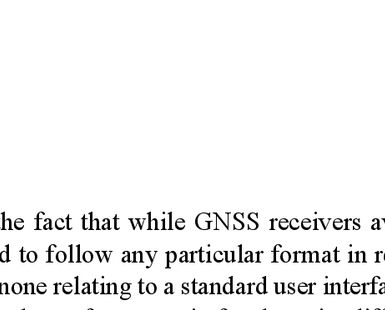 the fact that while GNSS receivers av
d to follow any particular format in re
none relating to a standard user interfa